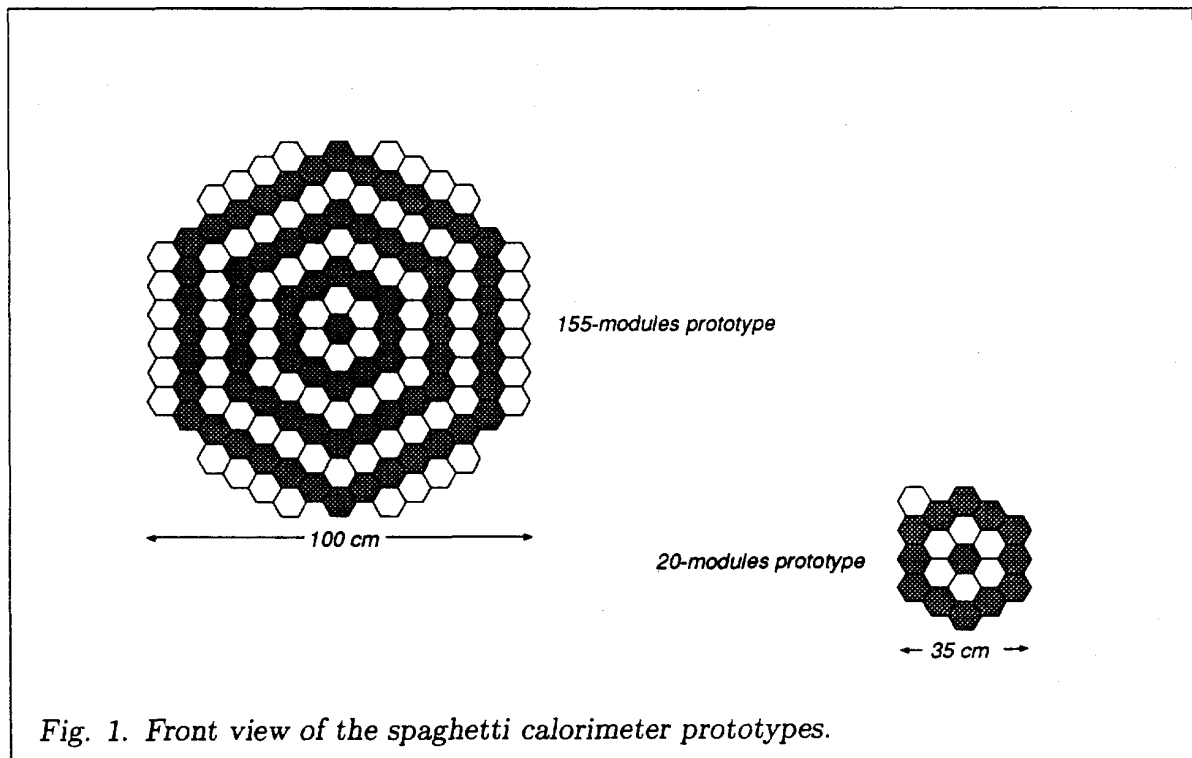 155-modules prototype
100 cm
20-modules prototype
35 cm
Fig. 1. Front view of the spaghetti calorimeter prototypes.